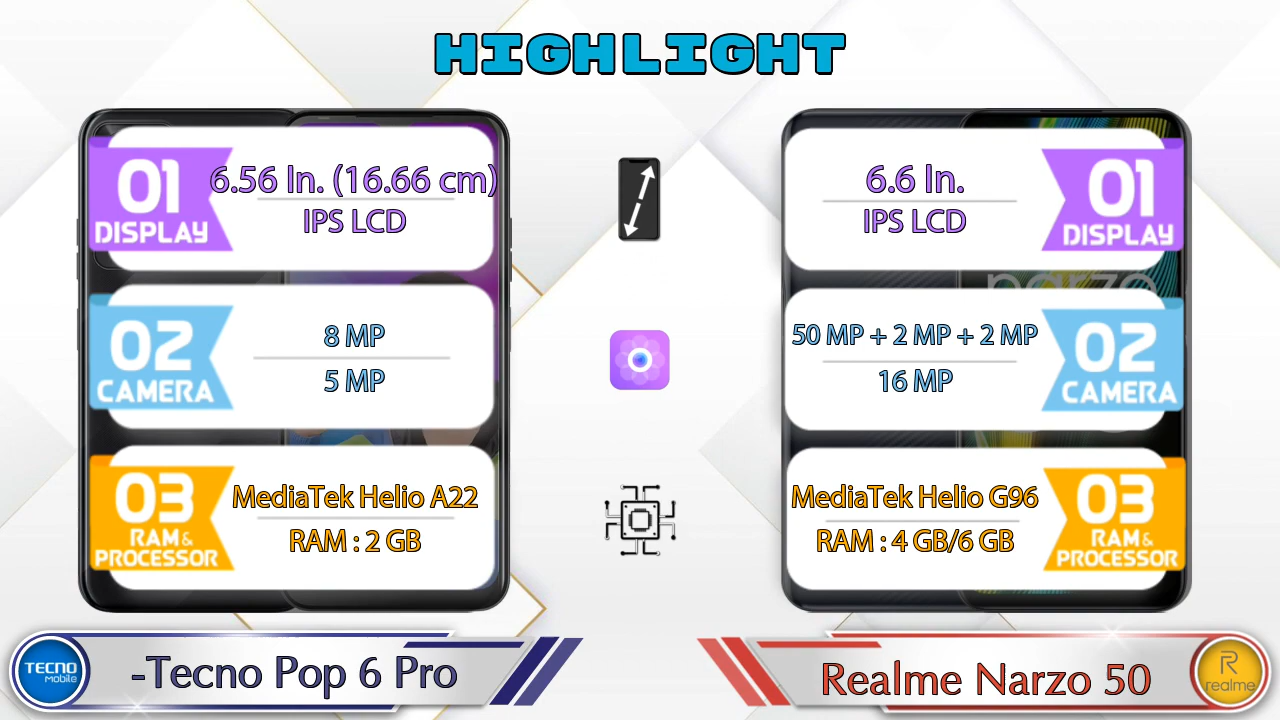 HIGHLIGHT
01
DISPLAY
6.56 In. (16.66 cm)
IPS LCD
02
CAMERA
8 MP
5 MP
03
RAM &
PROCESSOR
MediaTek Helio A22
RAM : 2 GB
6.6 In.
IPS LCD
01
DISPLAY
narzo
50 MP + 2 MP + 2 MP
16 MP
02
CAMERA
MediaTek Helio G96
RAM : 4 GB/6 GB
03
RAM &
PROCESSOR
TECNO
mobile
-Tecno Pop 6 Pro
Realme Narzo 50
R
realme